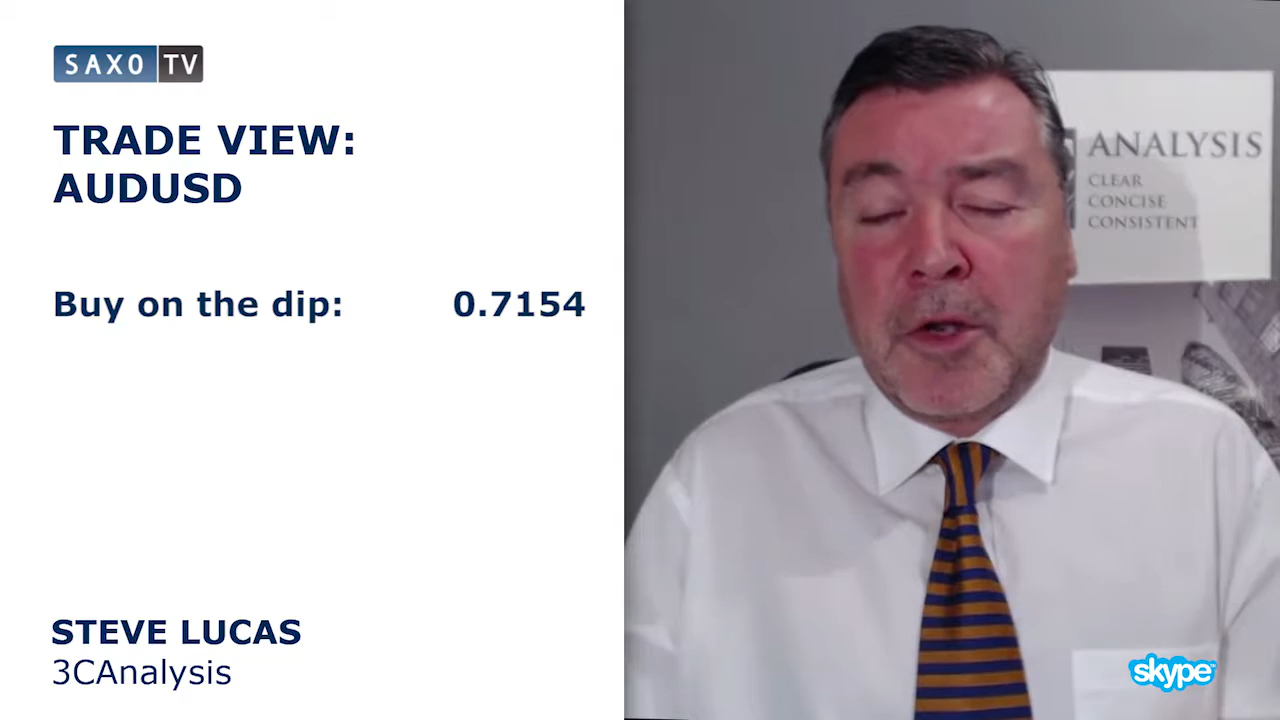 SAXO TV
TRADE VIEW:
AUDUSD
Buy on the dip: 0.7154
STEVE LUCAS
3CAnalysis
ANALYSIS
CLEAR
CONCISE
CONSISTENT
skype